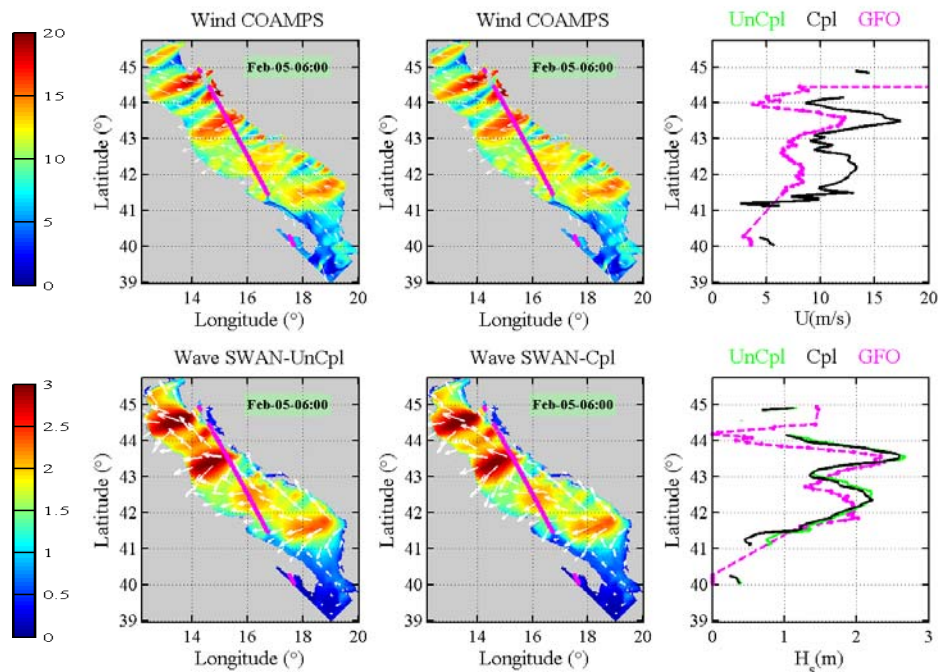 Wind COAMPS Wind COAMPS UnCpl Cpl GFO
20
15
10
5
0
45
44
43
42
41
40
39
Latitude (°)
Feb-05-06:00
14 16 18 20
Longitude (°)
45
44
43
42
41
40
39
Latitude (°)
Feb-05-06:00
14 16 18 20
Longitude (°)
45
44
43
42
41
40
39
Latitude (°)
0 5 10 15 20
U(m/s)
Wave SWAN-UnCpl Wave SWAN-Cpl UnCpl Cpl GFO
3
2.5
2
1.5
1
0.5
0
45
44
43
42
41
40
39
Latitude (°)
Feb-05-06:00
14 16 18 20
Longitude (°)
45
44
43
42
41
40
39
Latitude (°)
Feb-05-06:00
14 16 18 20
Longitude (°)
45
44
43
42
41
40
39
Latitude (°)
0 1 2 3
H_s(m)